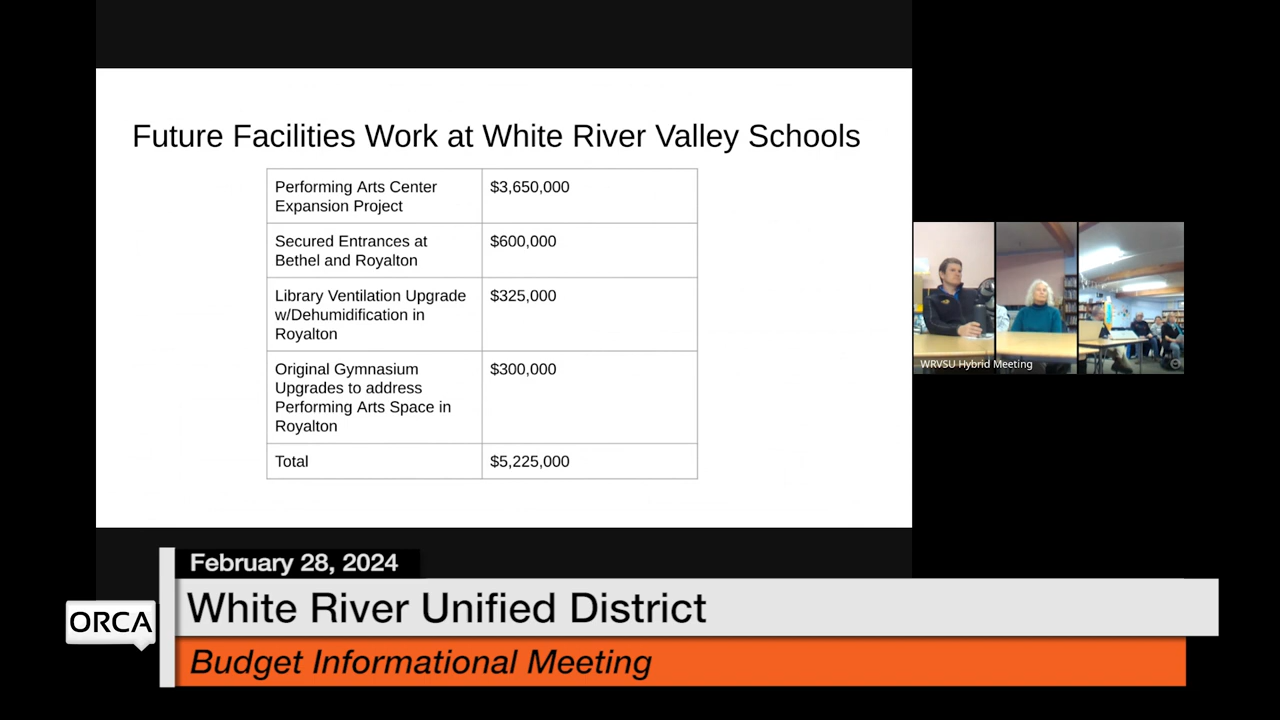 Future Facilities Work at White River Valley Schools
Performing Arts Center
Expansion Project
$3,650,000
Secured Entrances at
Bethel and Royalton
$600,000
Library Ventilation Upgrade
w/Dehumidification in
Royalton
$325,000
Original Gymnasium
Upgrades to address
Performing Arts Space in
Royalton
$300,000
Total
$5,225,000
WRVSU Hybrid Meeting
February 28, 2024
ORCA
White River Unified District
Budget Informational Meeting